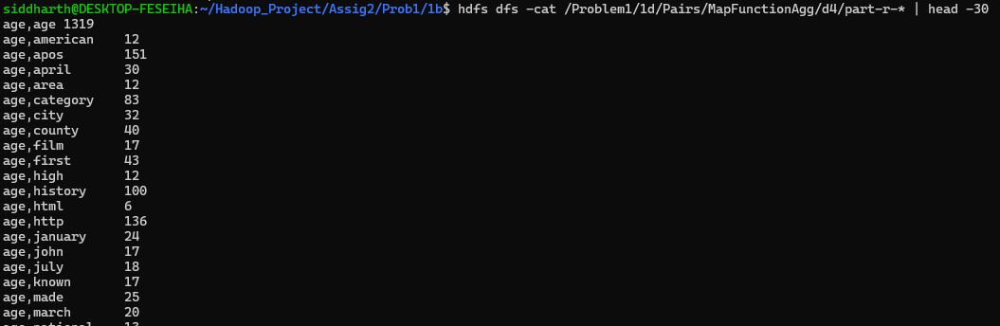 siddharth@DESKTOP-FESEIHA:~/Hadoop_Project/Assig2/Prob1/1b$ hdfs dfs -cat /Problem1/1d/Pairs/MapFunctionAgg/d4/part-r-* | head -30
age,age 1319
age,american 12
age,apos 151
age,april 30
age,area 12
age,category 83
age,city 32
age,county 40
age,film 17
age,first 43
age,high 12
age,history 100
age,html 6
age,http 136
age,january 24
age,john 17
age,july 18
age,known 17
age,made 25
age,march 20
age,national 13